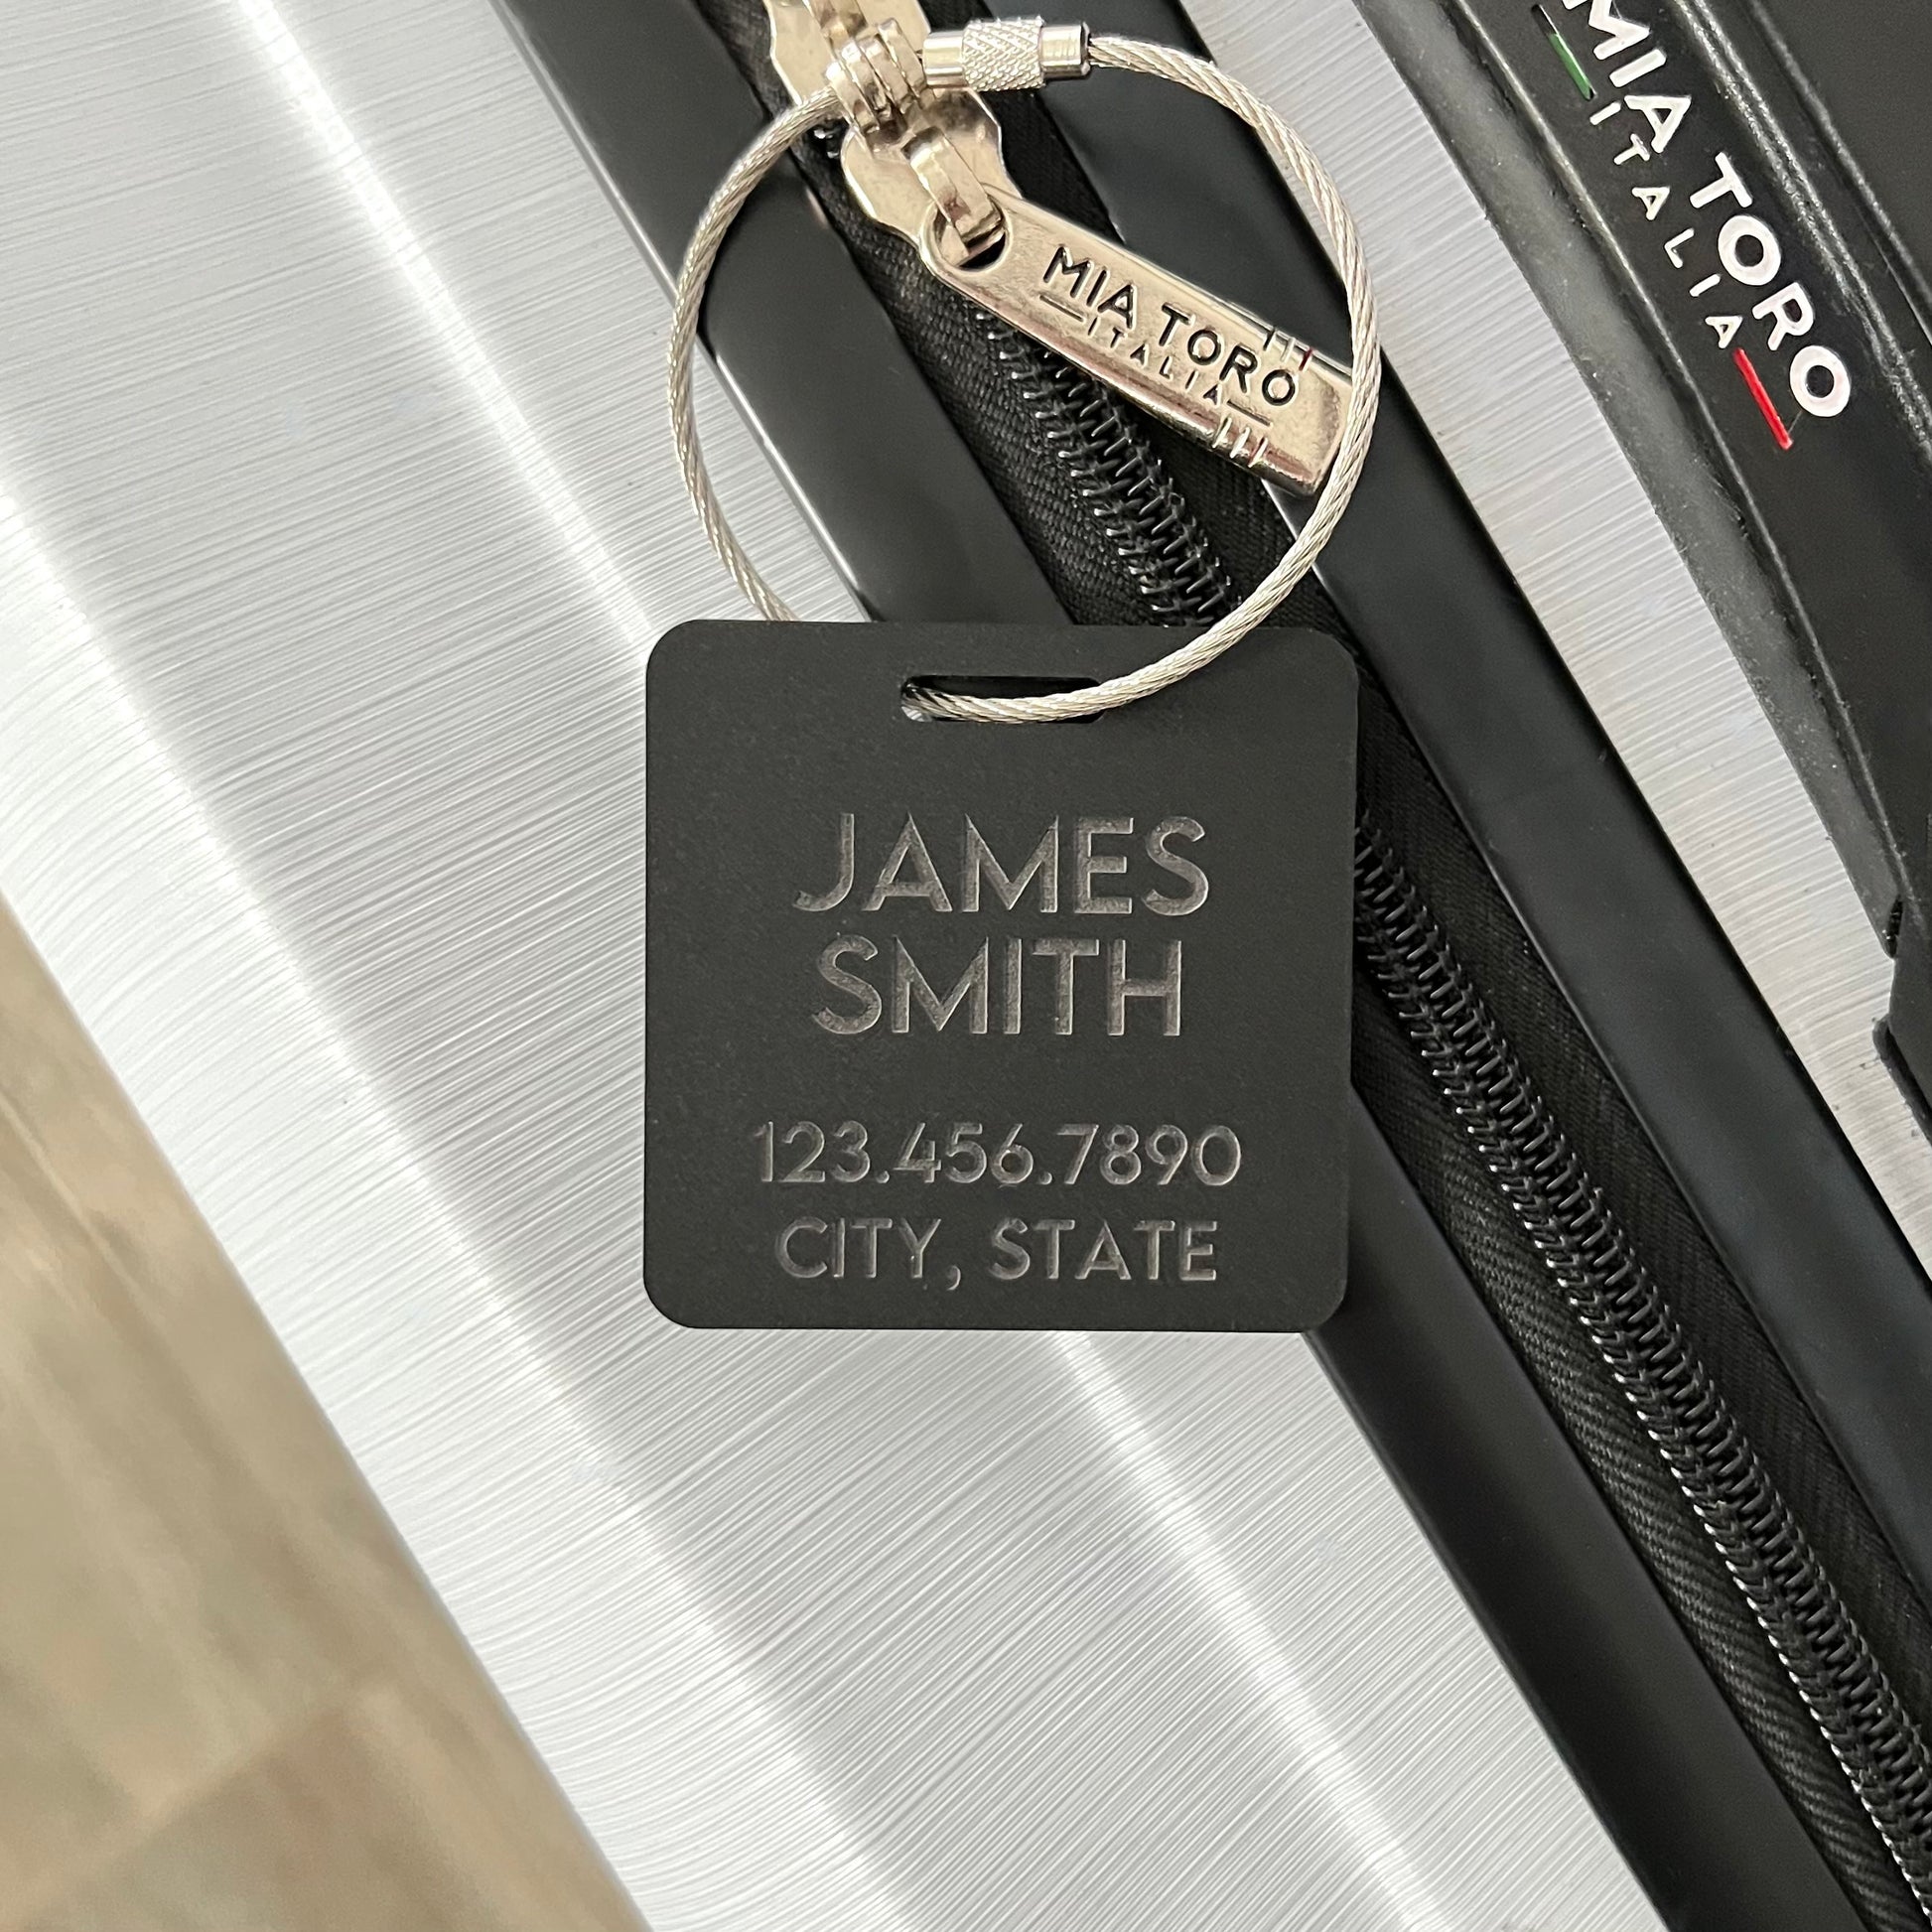 MIA TORO
ITALIA
MIA TORO
ITALIA
JAMES
SMITH
123.456.7890
CITY, STATE